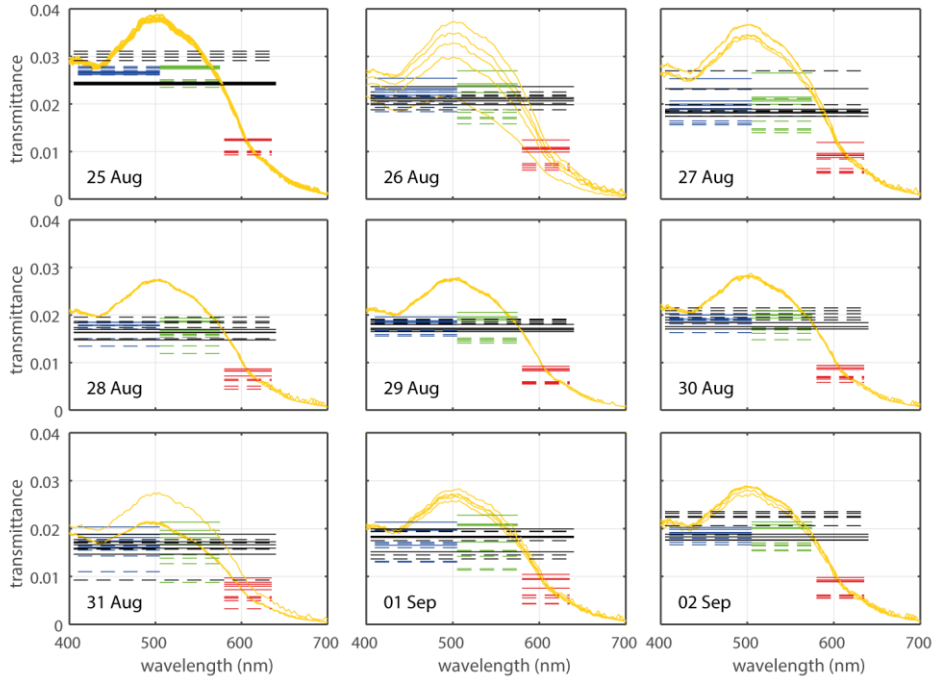 0.04
0.03
0.02
0.01
0
transmittance
25 Aug
26 Aug
27 Aug
0.04
0.03
0.02
0.01
0
transmittance
28 Aug
29 Aug
30 Aug
0.04
0.03
0.02
0.01
0
transmittance
31 Aug
01 Sep
02 Sep
400 500 600 700 400 500 600 700 400 500 600 700
wavelength (nm) wavelength (nm) wavelength (nm)